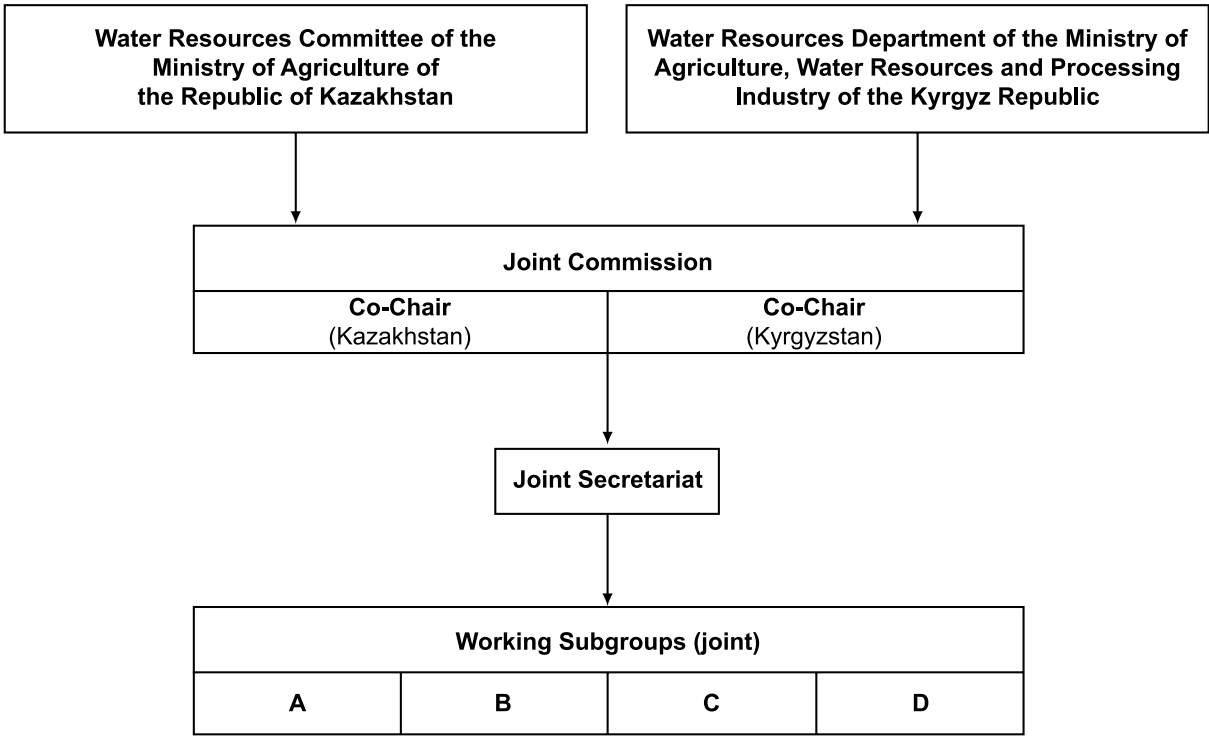 Water Resources Committee of the
Ministry of Agriculture of
the Republic of Kazakhstan
Water Resources Department of the Ministry of
Agriculture, Water Resources and Processing
Industry of the Kyrgyz Republic
Joint Commission
Co-Chair
(Kazakhstan)
Co-Chair
(Kyrgyzstan)
Joint Secretariat
Working Subgroups (joint)
A
B
C
D